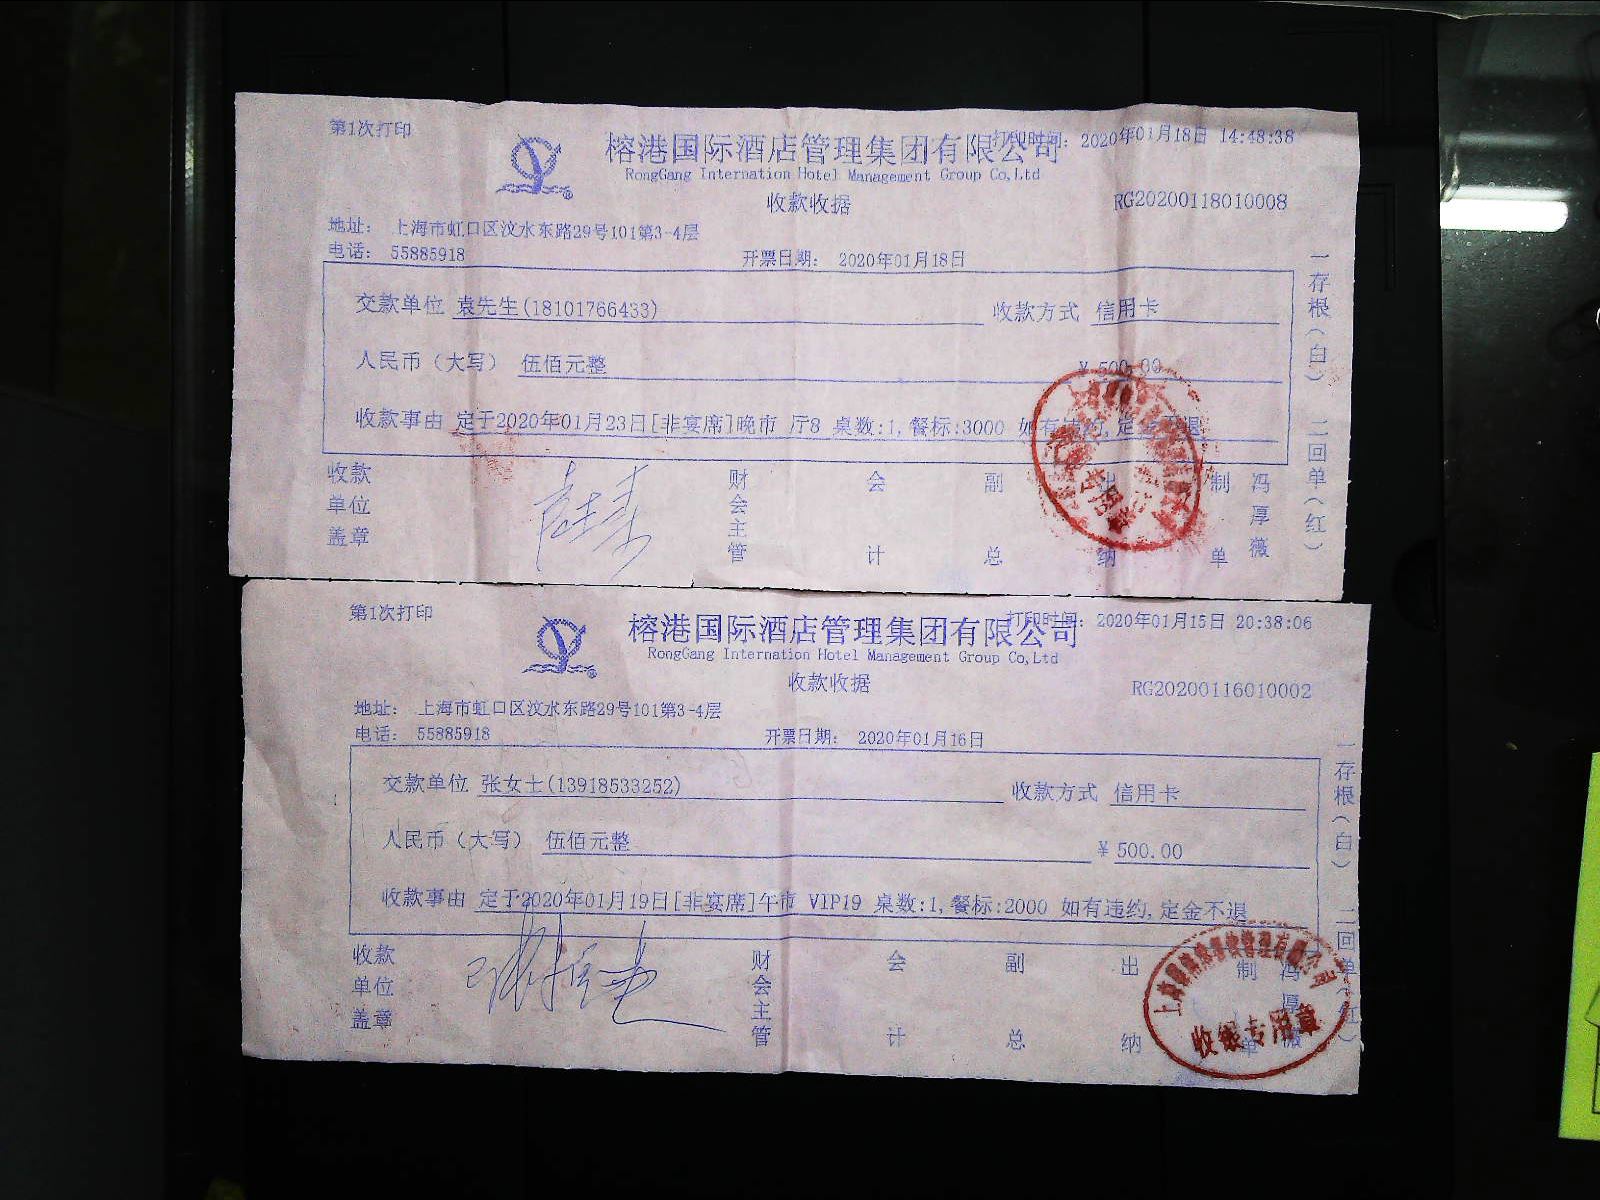 第1次打印
打印时间： 2020年01月18日 14:48:38
榕港国际酒店管理集团有限公司
RongGang Internation Hotel Management Group Co,Ltd
收款收据
RG20200118010008
地址： 上海市虹口区汶水东路29号101第3-4层
电话： 55885918
开票日期： 2020年01月18日
交款单位 袁先生(18101766433) 收款方式 信用卡
人民币（大写） 伍佰元整 ￥500.00
收款事由 定于2020年01月23日[非宴席]晚市 厅8 桌数:1,餐标:3000 如有违约,定金不退
收款单位盖章 财会主管 会计 副总 出纳 制单 冯厚薇
一存根(白) 二回单(红)
专用章
第1次打印
打印时间： 2020年01月15日 20:38:06
榕港国际酒店管理集团有限公司
RongGang Internation Hotel Management Group Co,Ltd
收款收据
RG20200116010002
地址： 上海市虹口区汶水东路29号101第3-4层
电话： 55885918
开票日期： 2020年01月16日
交款单位 张女士(13918533252) 收款方式 信用卡
人民币（大写） 伍佰元整 ￥500.00
收款事由 定于2020年01月19日[非宴席]午市 VIP19 桌数:1,餐标:2000 如有违约,定金不退
收款单位盖章 财会主管 会计 副总 出纳 制单 冯厚薇
一存根(白) 二回单(红)
收银专用章